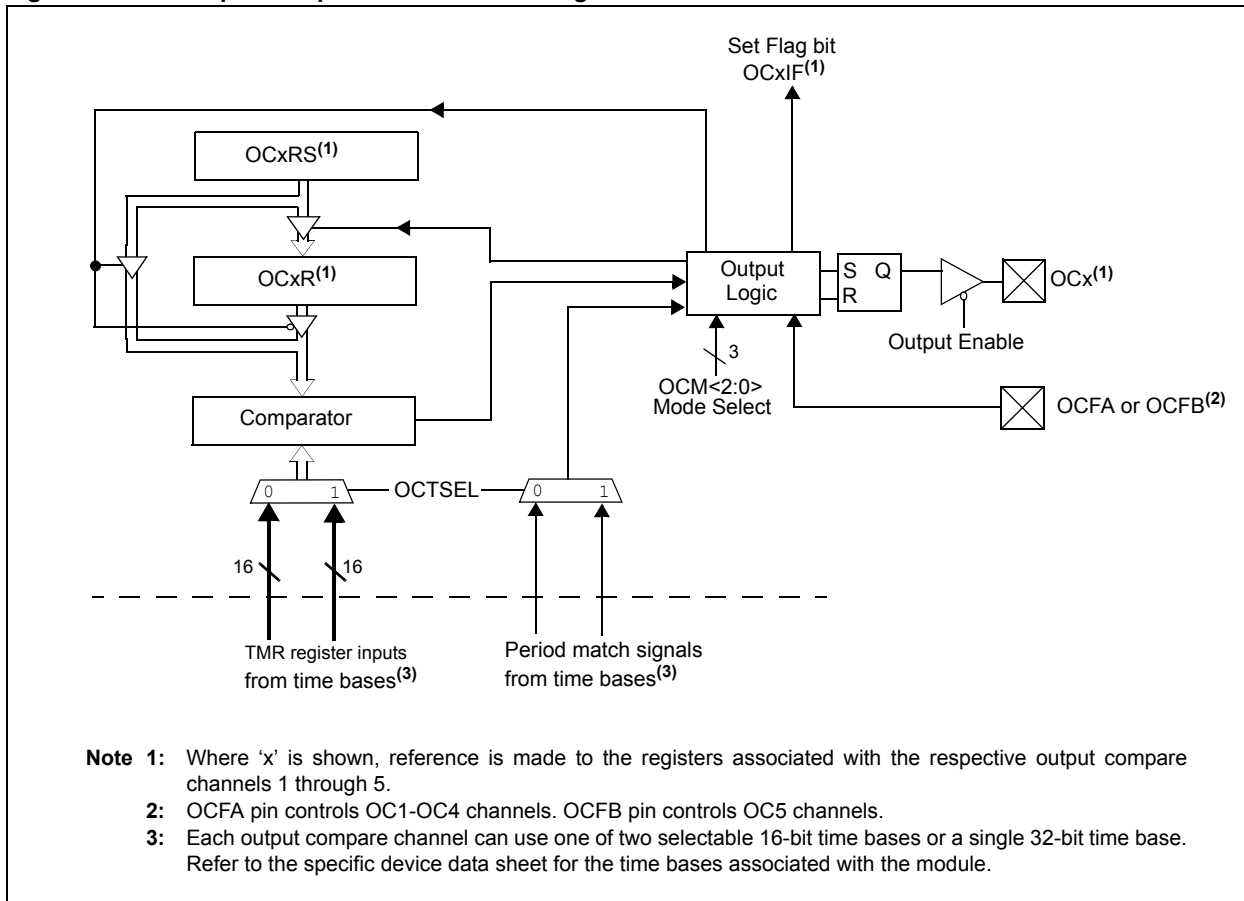 Set Flag bit
OCxIF(1)
OCxRS(1)
OCxR(1)
Output
Logic
S Q
R
OCx(1)
Output Enable
3
OCM<2:0>
Mode Select
OCFA or OCFB(2)
Comparator
0 1
OCTSEL
0 1
16
16
TMR register inputs
from time bases(3)
Period match signals
from time bases(3)
Note 1: Where ‘x’ is shown, reference is made to the registers associated with the respective output compare
channels 1 through 5.
2: OCFA pin controls OC1-OC4 channels. OCFB pin controls OC5 channels.
3: Each output compare channel can use one of two selectable 16-bit time bases or a single 32-bit time base.
Refer to the specific device data sheet for the time bases associated with the module.